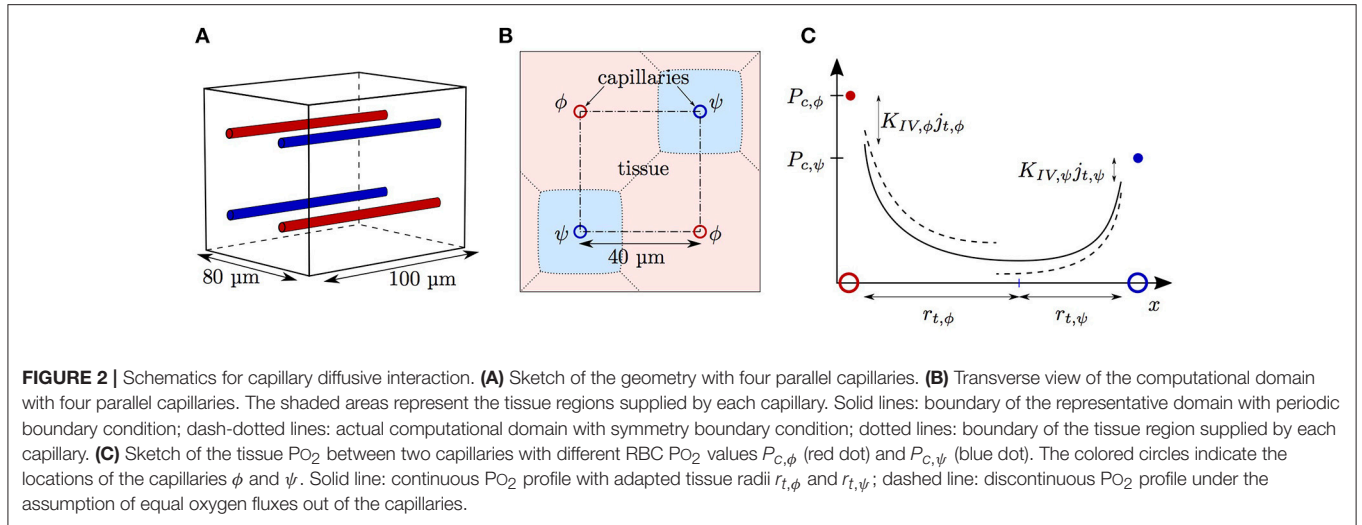 A
80 µm
100 µm
B
capillaries
ϕ
ψ
tissue
ψ
ϕ
40 µm
C
P_{c,ϕ}
K_{IV,ϕ} j_{t,ϕ}
P_{c,ψ}
K_{IV,ψ} j_{t,ψ}
r_{t,ϕ}
r_{t,ψ}
x
FIGURE 2 | Schematics for capillary diffusive interaction. (A) Sketch of the geometry with four parallel capillaries. (B) Transverse view of the computational domain
with four parallel capillaries. The shaded areas represent the tissue regions supplied by each capillary. Solid lines: boundary of the representative domain with periodic
boundary condition; dash-dotted lines: actual computational domain with symmetry boundary condition; dotted lines: boundary of the tissue region supplied by each
capillary. (C) Sketch of the tissue PO₂ between two capillaries with different RBC PO₂ values P_{c,ϕ} (red dot) and P_{c,ψ} (blue dot). The colored circles indicate the
locations of the capillaries ϕ and ψ. Solid line: continuous PO₂ profile with adapted tissue radii r_{t,ϕ} and r_{t,ψ}; dashed line: discontinuous PO₂ profile under the
assumption of equal oxygen fluxes out of the capillaries.